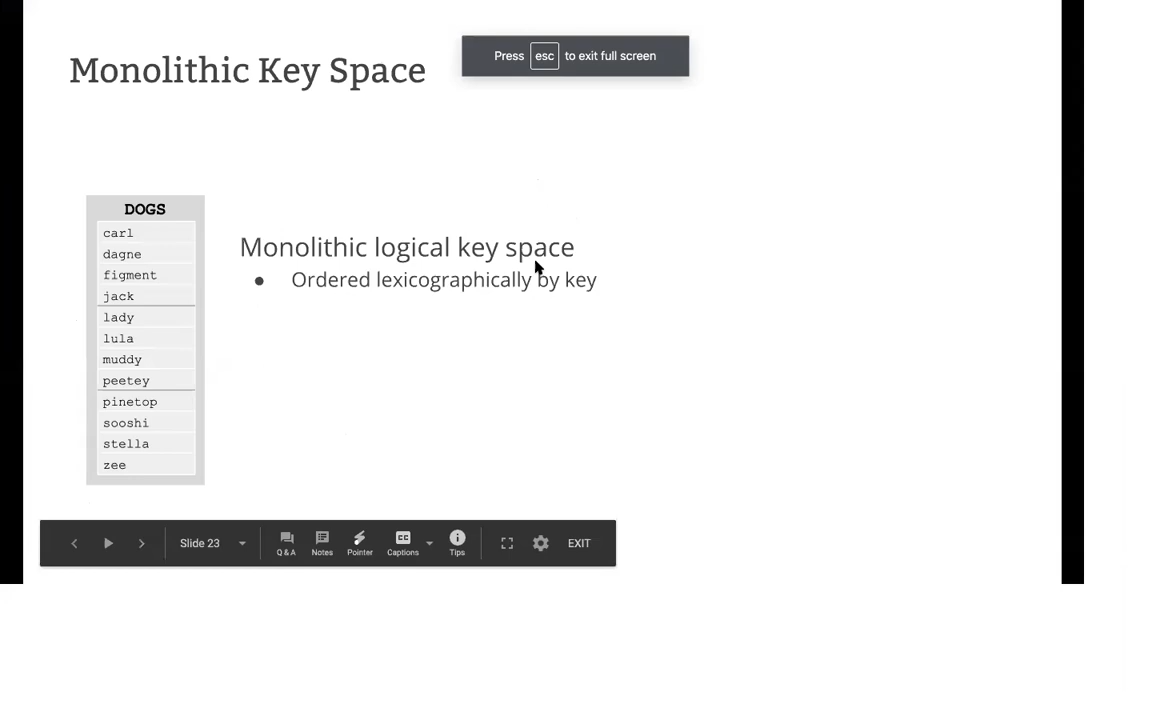 Press esc to exit full screen
Monolithic Key Space
DOGS
carl
dagne
figment
jack
lady
lula
muddy
peetey
pinetop
sooshi
stella
zee
Monolithic logical key space
● Ordered lexicographically by key
Slide 23
Q & A
Notes
Pointer
CC
Captions
Tips
EXIT